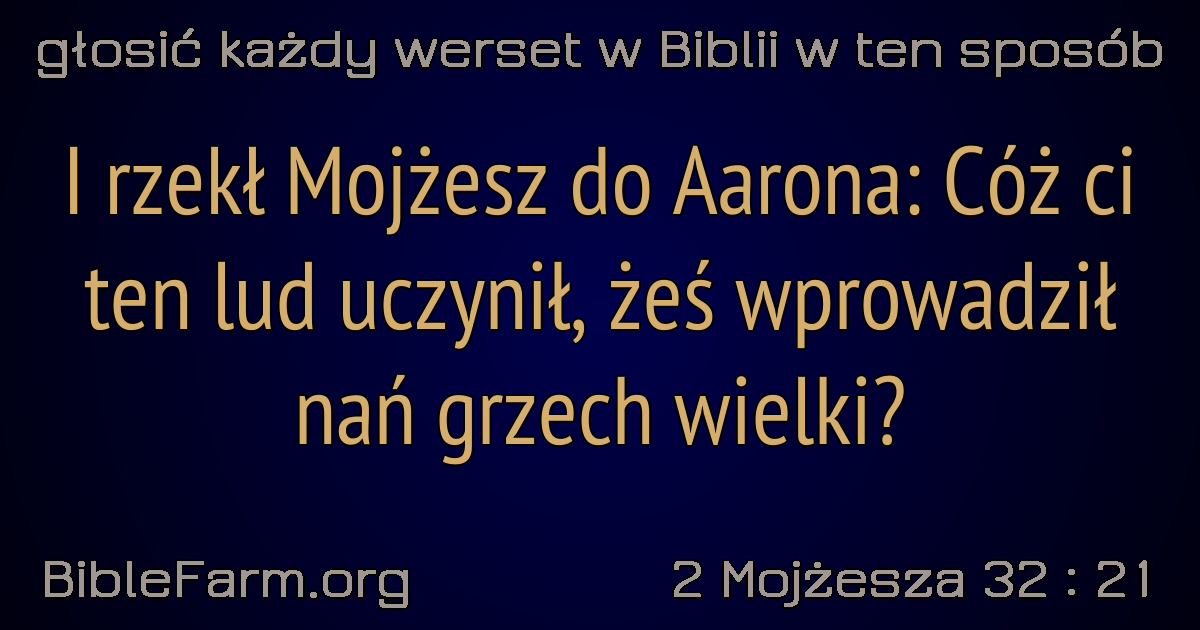 głosić każdy werset w Biblii w ten sposób
I rzekł Mojżesz do Aarona: Cóż ci
ten lud uczynił, żeś wprowadził
nań grzech wielki?
BibleFarm.org
2 Mojżesza 32 : 21